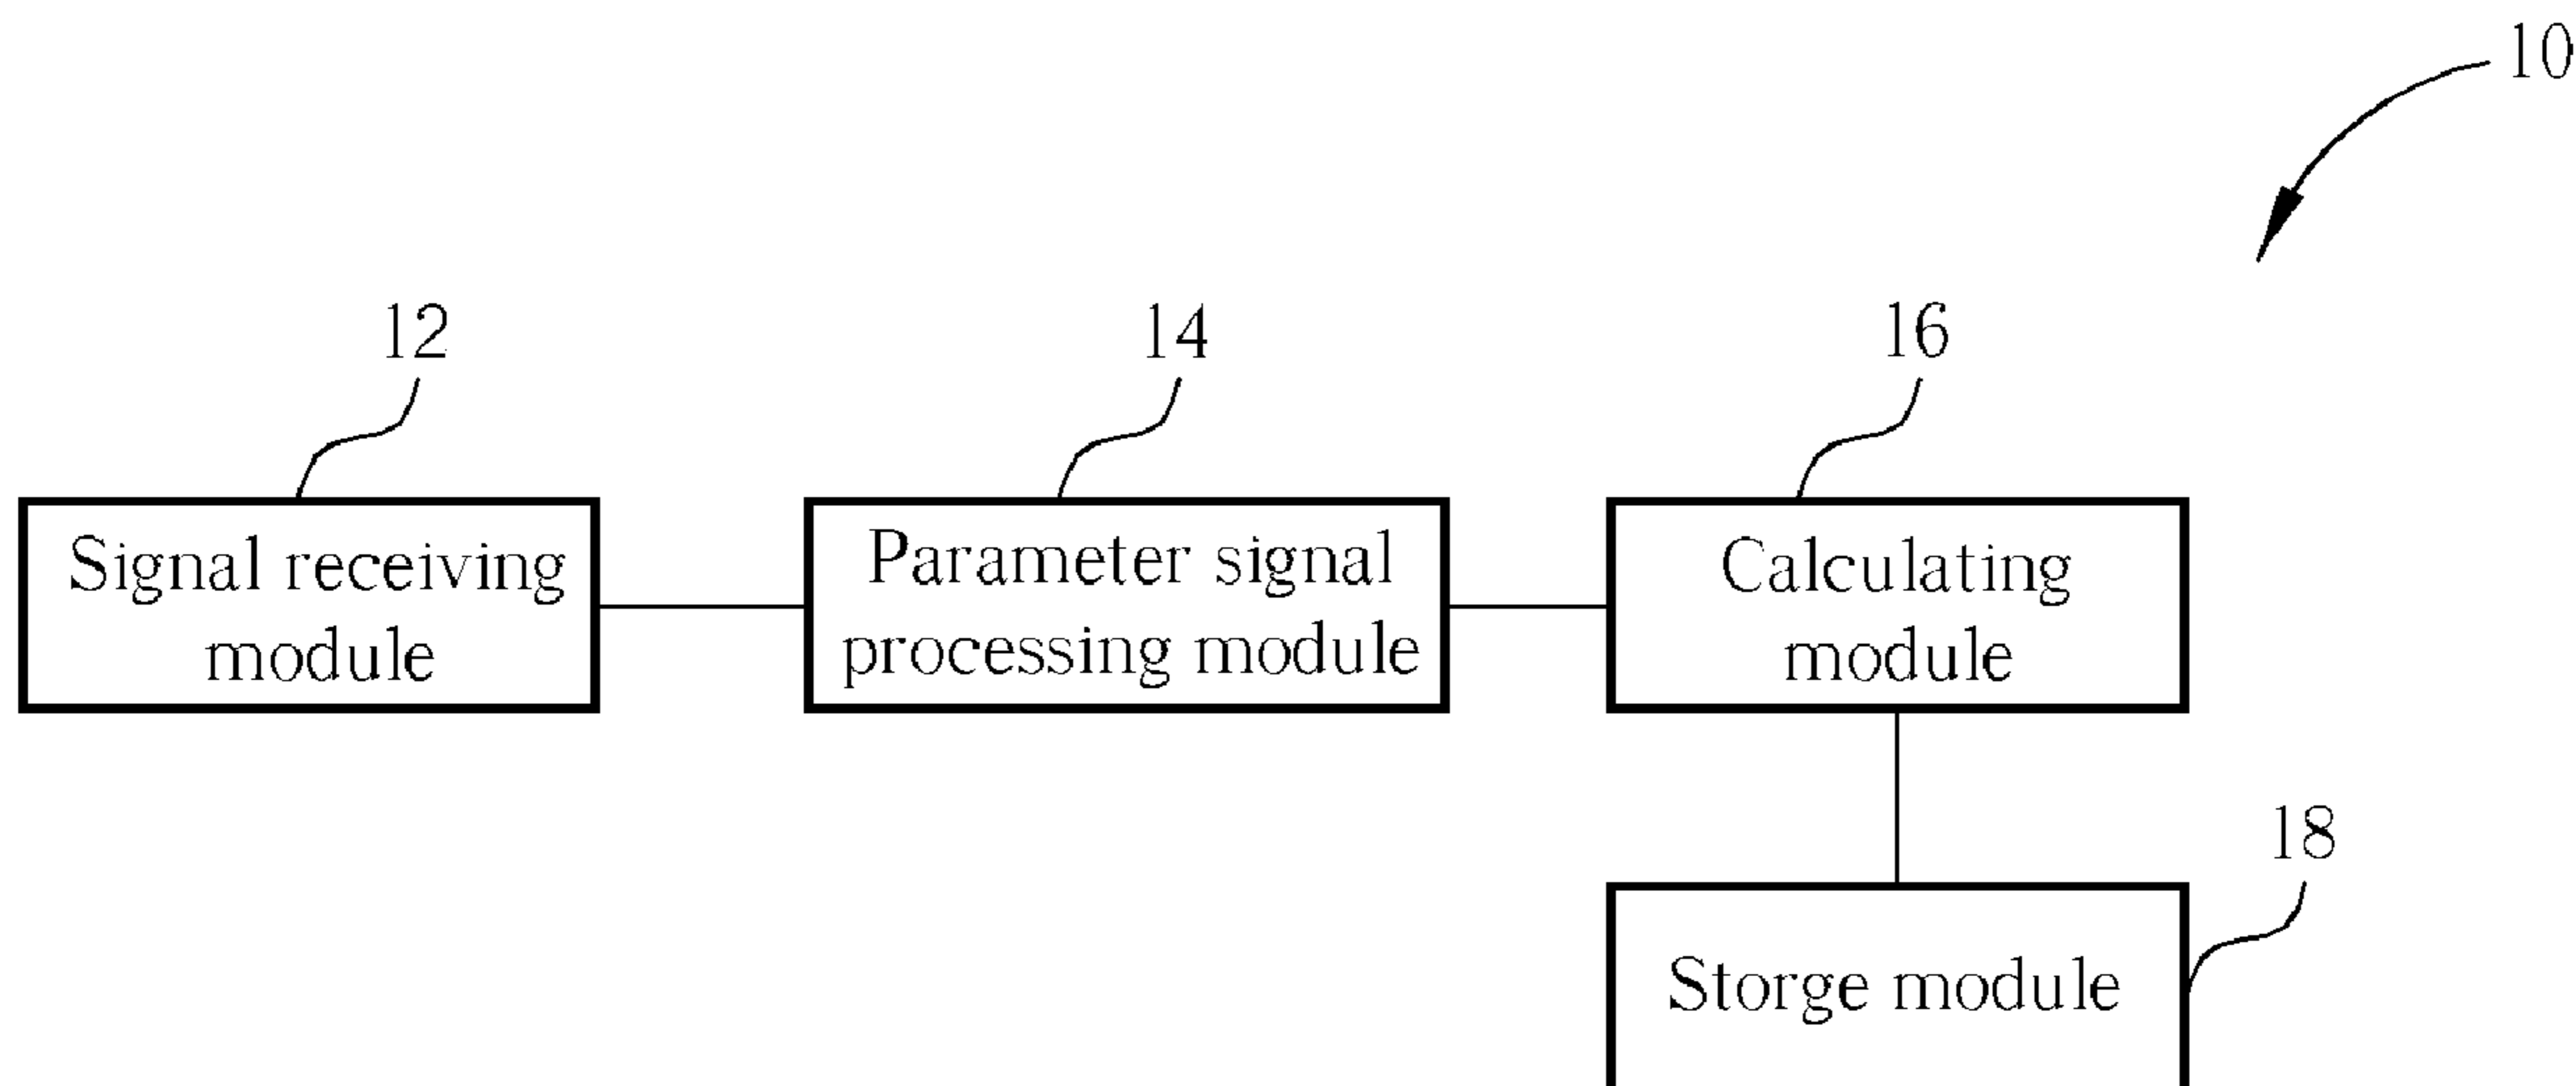 10
12
14
16
Signal receiving
module
Parameter signal
processing module
Calculating
module
18
Storge module